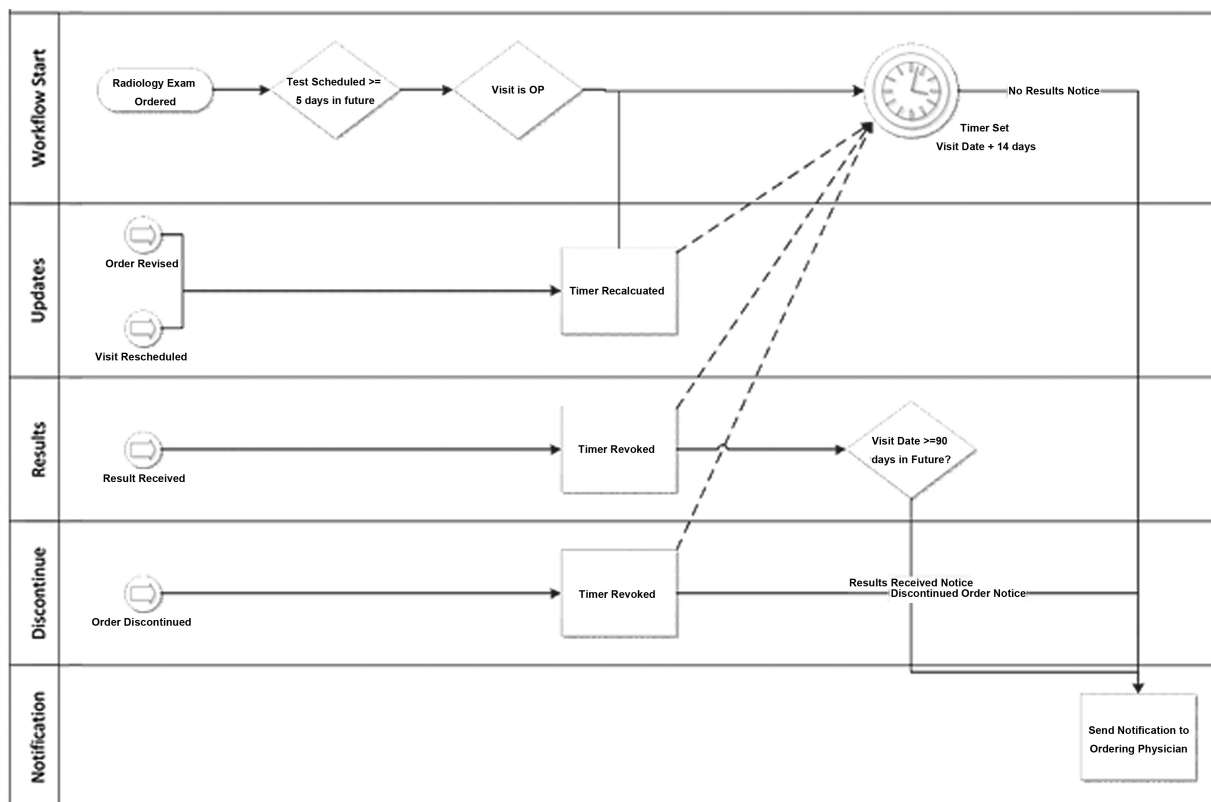 Workflow Start
Radiology Exam
Ordered
Test Scheduled >=
5 days in future
Visit is OP
Timer Set
Visit Date + 14 days
No Results Notice
Updates
Order Revised
Visit Rescheduled
Timer Recalcuated
Results
Result Received
Timer Revoked
Visit Date >=90
days in Future?
Discontinue
Order Discontinued
Timer Revoked
Results Received Notice
Discontinued Order Notice
Notification
Send Notification to
Ordering Physician